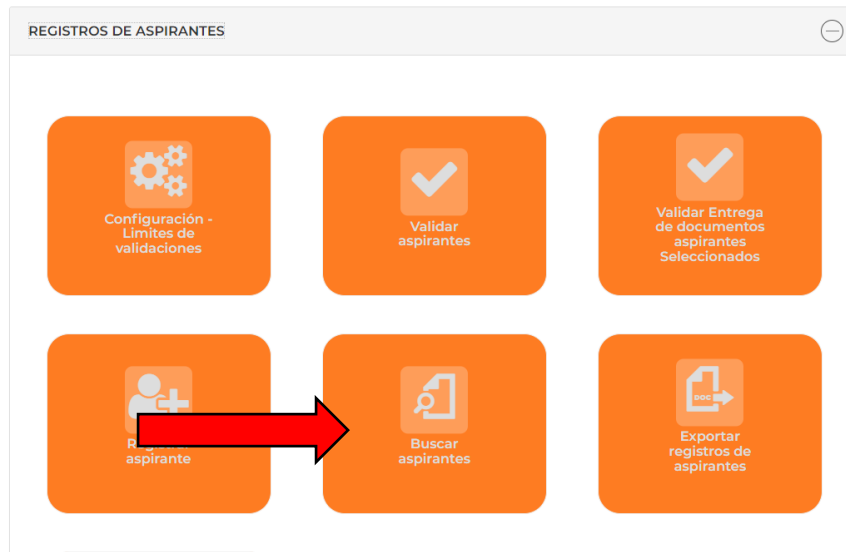 REGISTROS DE ASPIRANTES
Configuración -
Limites de
validaciones
Validar
aspirantes
Validar Entrega
de documentos
aspirantes
Seleccionados
aspirante
Buscar
aspirantes
DOC
Exportar
registros de
aspirantes